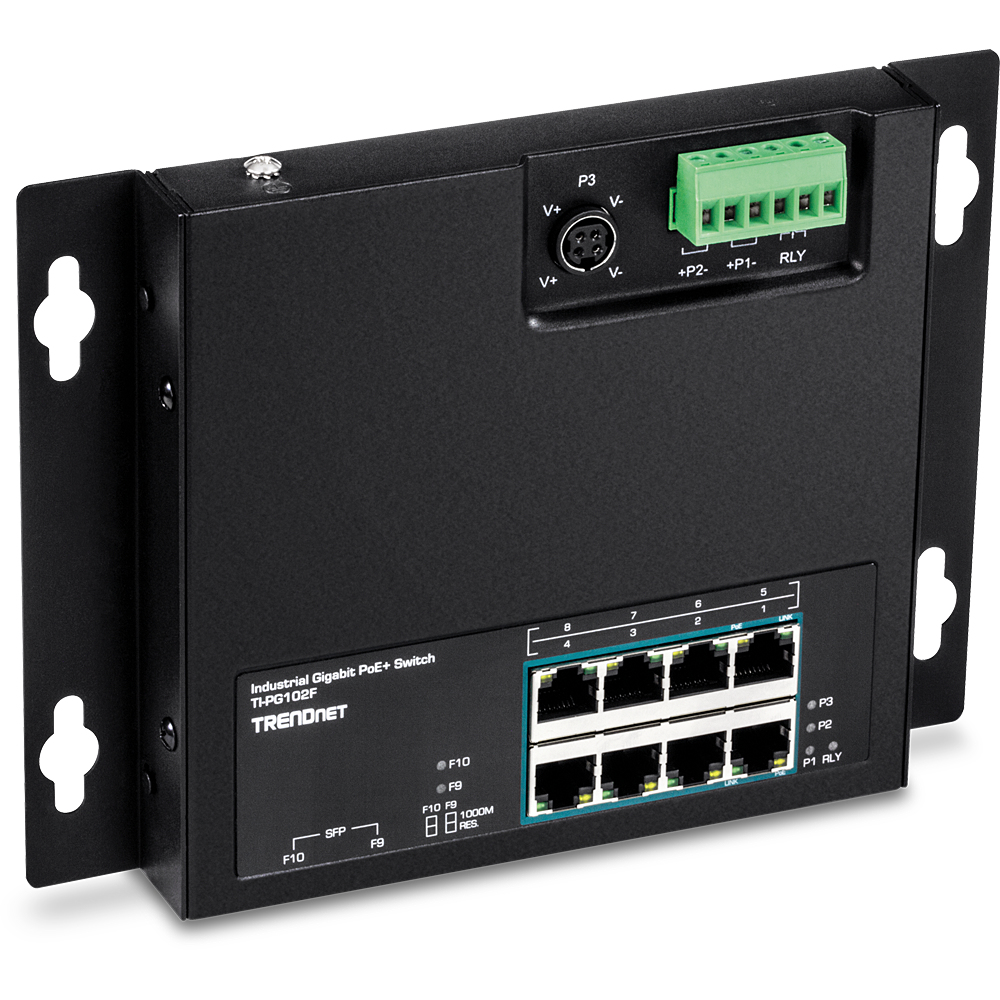 P3
V+ V-
V+ V-
+P2- +P1- RLY
8 7 6 5
4 3 2 1
PoE LINK
Industrial Gigabit PoE+ Switch
TI-PG102F
TRENDnet
P3
P2
P1 RLY
F10
F9
F10 F9
1000M
RES.
LINK PoE
SFP
F10 F9